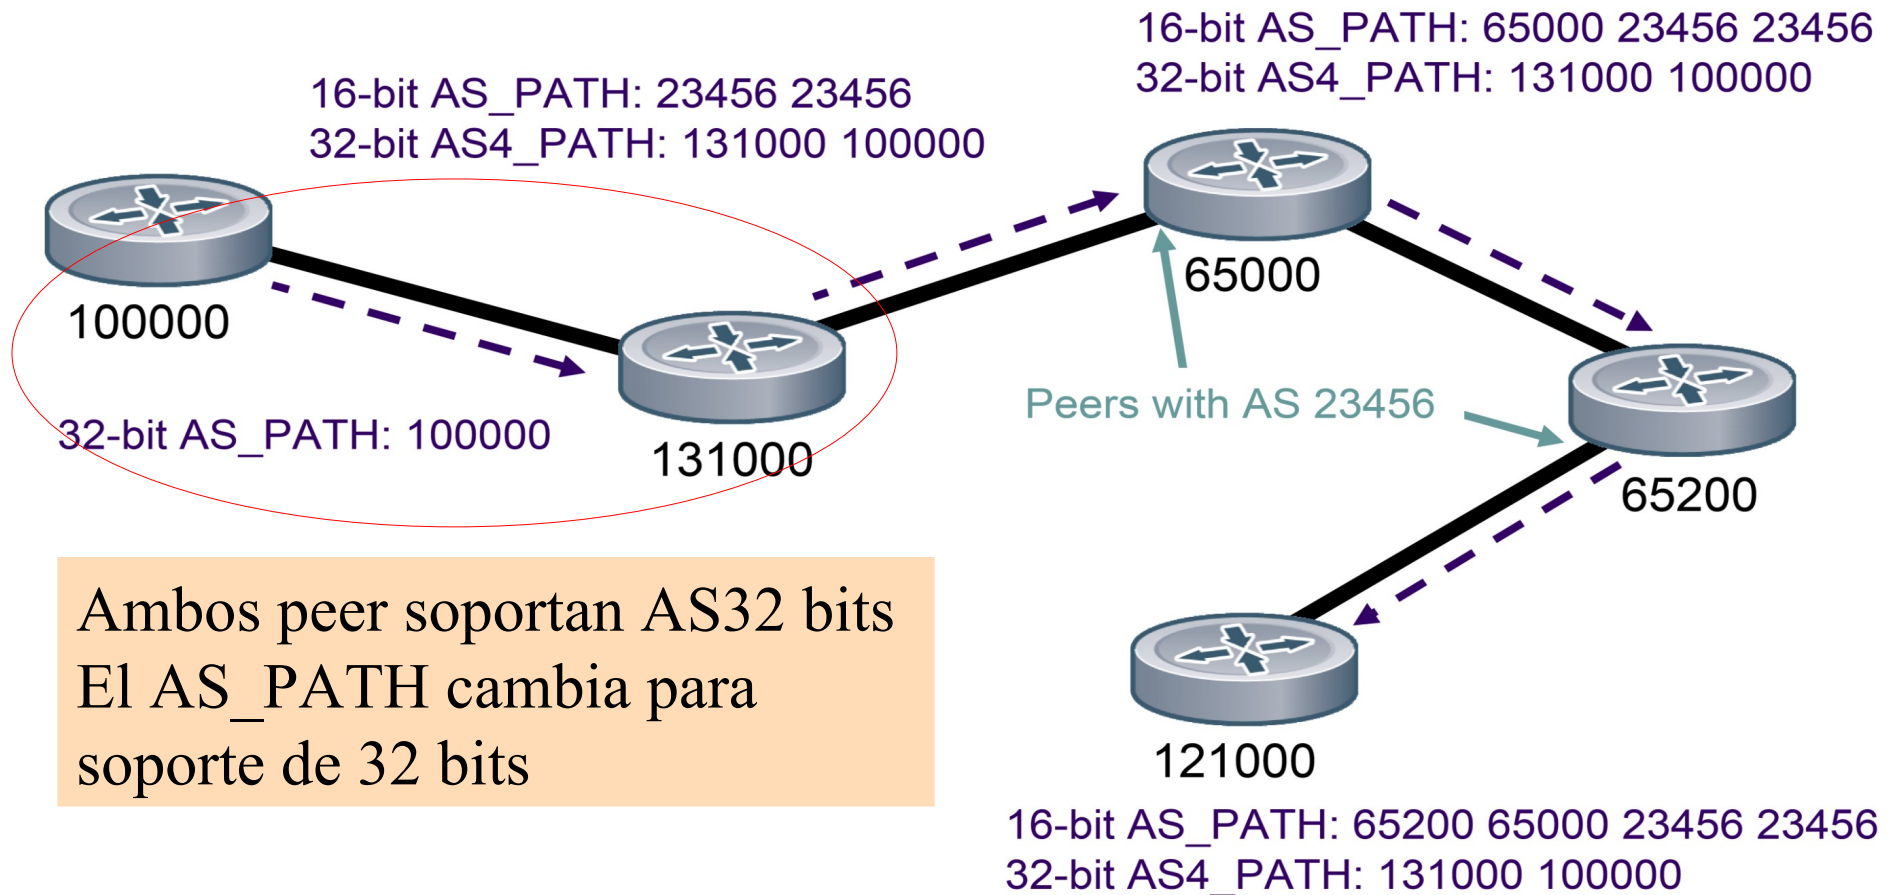 16-bit AS_PATH: 65000 23456 23456
32-bit AS4_PATH: 131000 100000
16-bit AS_PATH: 23456 23456
32-bit AS4_PATH: 131000 100000
65000
100000
Peers with AS 23456
32-bit AS_PATH: 100000
131000
65200
Ambos peer soportan AS32 bits
El AS_PATH cambia para
soporte de 32 bits
121000
16-bit AS_PATH: 65200 65000 23456 23456
32-bit AS4_PATH: 131000 100000